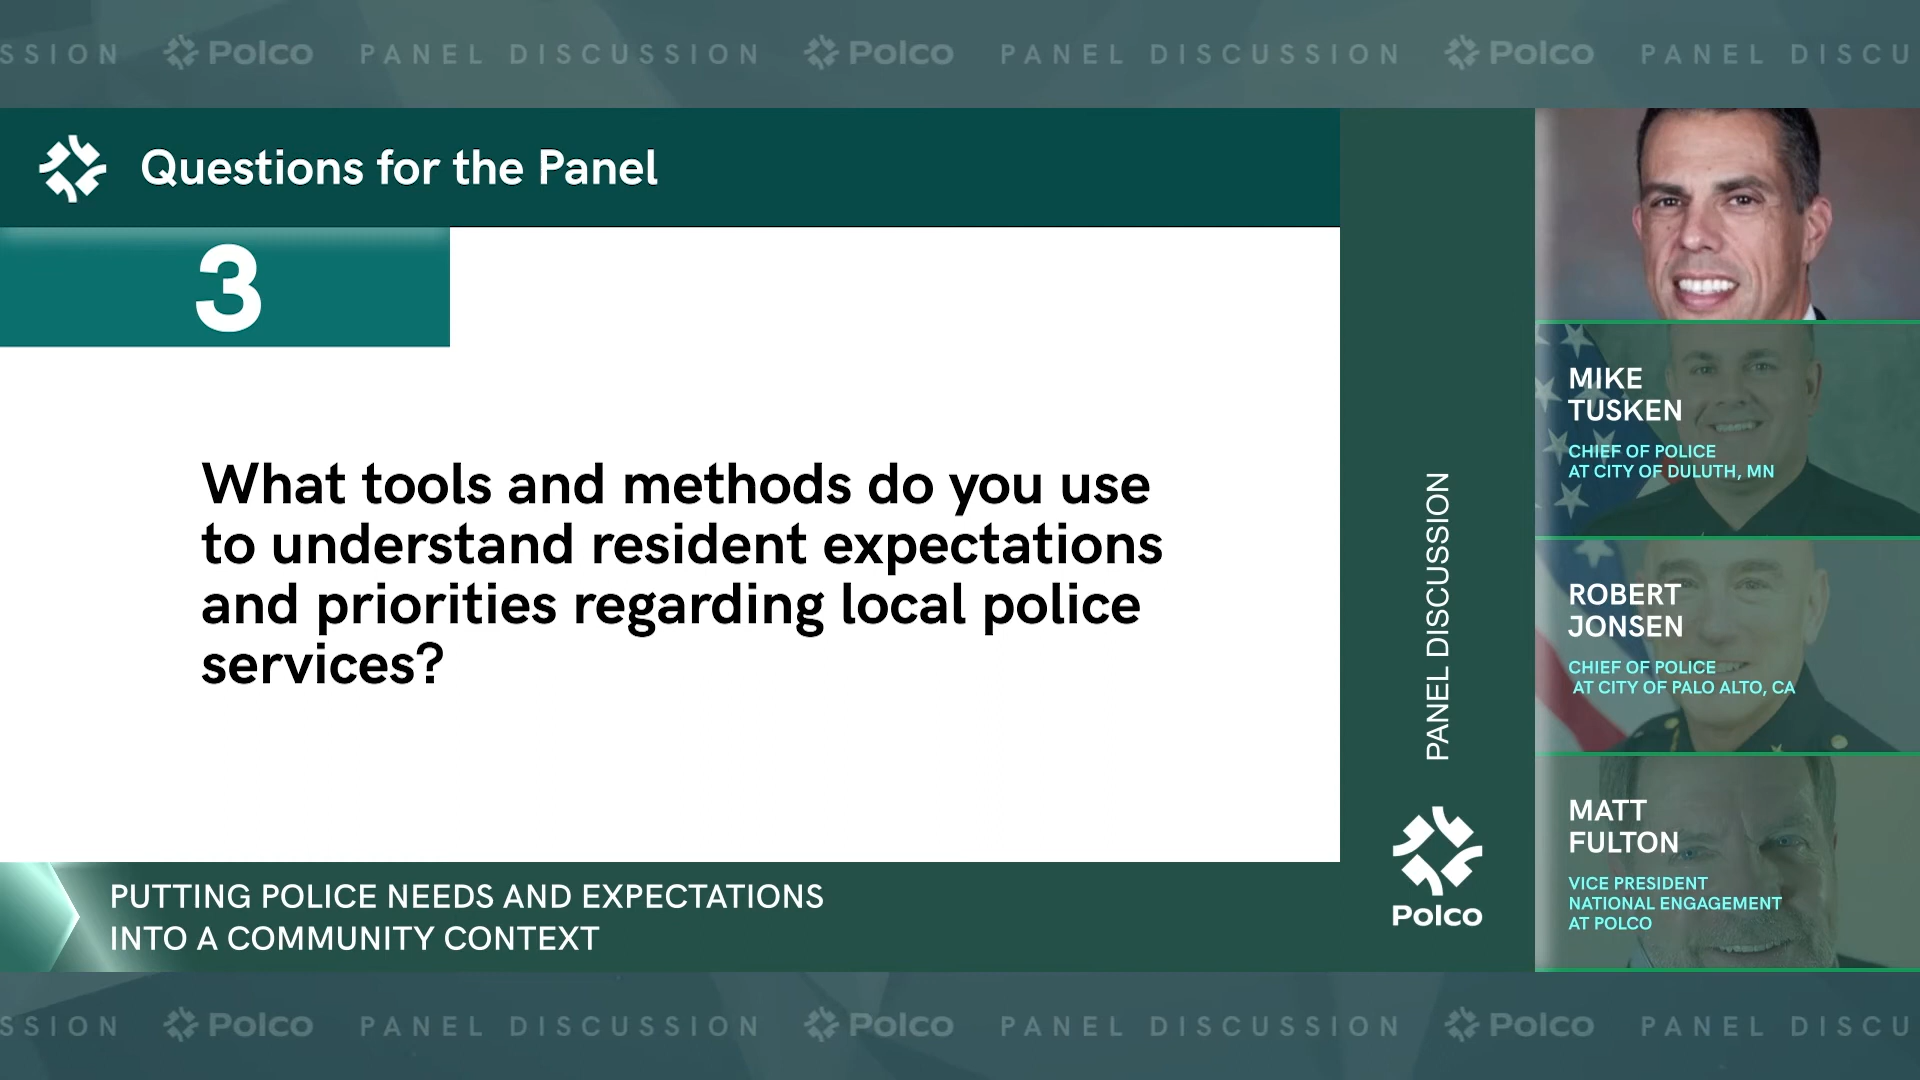 SSION Polco PANEL DISCUSSION Polco PANEL DISCUSSION Polco PANEL DISCU
Questions for the Panel
3
What tools and methods do you use
to understand resident expectations
and priorities regarding local police
services?
PUTTING POLICE NEEDS AND EXPECTATIONS
INTO A COMMUNITY CONTEXT
PANEL DISCUSSION
Polco
MIKE
TUSKEN
CHIEF OF POLICE
AT CITY OF DULUTH, MN
ROBERT
JONSEN
CHIEF OF POLICE
AT CITY OF PALO ALTO, CA
MATT
FULTON
VICE PRESIDENT
NATIONAL ENGAGEMENT
AT POLCO
SSION Polco PANEL DISCUSSION Polco PANEL DISCUSSION Polco PANEL DISCU